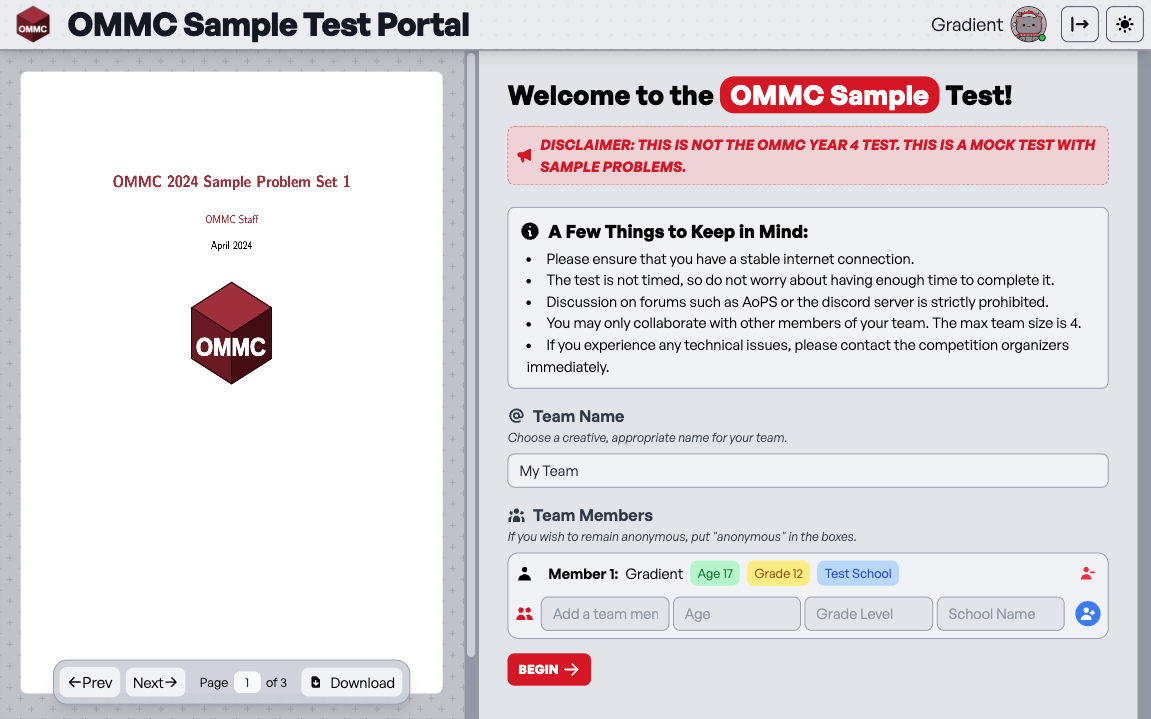 OMMC
OMMC Sample Test Portal
Gradient
OMMC 2024 Sample Problem Set 1
OMMC Staff
April 2024
OMMC
←Prev
Next→
Page 1 of 3
Download
Welcome to the OMMC Sample Test!
DISCLAIMER: THIS IS NOT THE OMMC YEAR 4 TEST. THIS IS A MOCK TEST WITH
SAMPLE PROBLEMS.
A Few Things to Keep in Mind:
• Please ensure that you have a stable internet connection.
• The test is not timed, so do not worry about having enough time to complete it.
• Discussion on forums such as AoPS or the discord server is strictly prohibited.
• You may only collaborate with other members of your team. The max team size is 4.
• If you experience any technical issues, please contact the competition organizers
immediately.
Team Name
Choose a creative, appropriate name for your team.
My Team
Team Members
If you wish to remain anonymous, put "anonymous" in the boxes.
Member 1: Gradient Age 17 Grade 12 Test School
Add a team men Age Grade Level School Name
BEGIN →